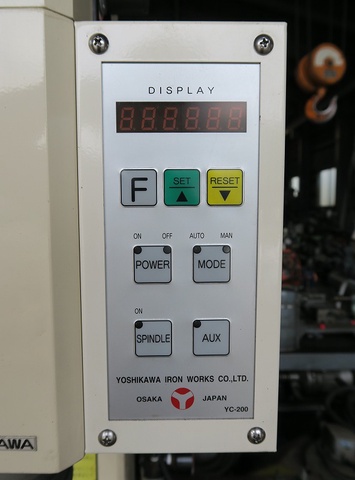 DISPLAY
F SET RESET
ON OFF AUTO MAN
POWER MODE
ON
SPINDLE AUX
YOSHIKAWA IRON WORKS CO.,LTD.
OSAKA JAPAN
YC-200
AWA